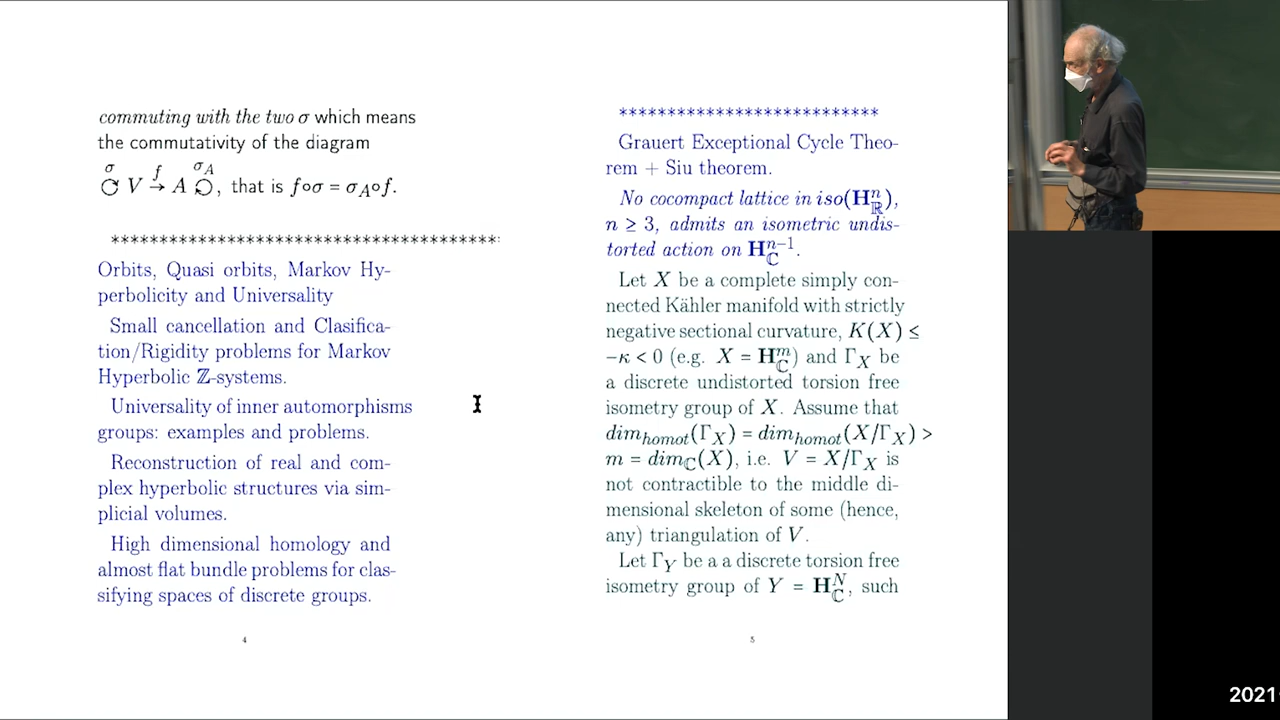 commuting with the two σ which means
the commutativity of the diagram
σ f σ_A
↻ V → A ↻, that is f∘σ = σ_A∘f.
****************************************:
Orbits, Quasi orbits, Markov Hy-
perbolicity and Universality
Small cancellation and Clasifica-
tion/Rigidity problems for Markov
Hyperbolic ℤ-systems.
Universality of inner automorphisms
groups: examples and problems.
Reconstruction of real and com-
plex hyperbolic structures via sim-
plicial volumes.
High dimensional homology and
almost flat bundle problems for clas-
sifying spaces of discrete groups.
4
***************************
Grauert Exceptional Cycle Theo-
rem + Siu theorem.
No cocompact lattice in iso(H^n_ℝ),
n ≥ 3, admits an isometric undis-
torted action on H^{n−1}_ℂ.
Let X be a complete simply con-
nected Kähler manifold with strictly
negative sectional curvature, K(X) ≤
−κ < 0 (e.g. X = H^m_ℂ) and Γ_X be
a discrete undistorted torsion free
isometry group of X. Assume that
dim_homot(Γ_X) = dim_homot(X/Γ_X) >
m = dim_ℂ(X), i.e. V = X/Γ_X is
not contractible to the middle di-
mensional skeleton of some (hence,
any) triangulation of V.
Let Γ_Y be a a discrete torsion free
isometry group of Y = H^N_ℂ, such
5
2021